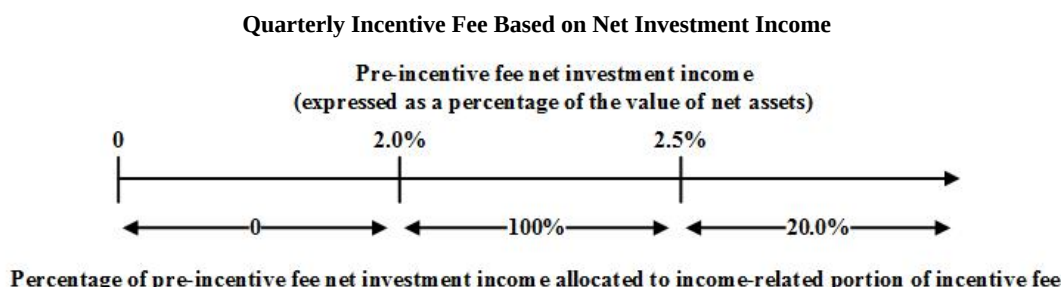 Quarterly Incentive Fee Based on Net Investment Income
Pre-incentive fee net investment income
(expressed as a percentage of the value of net assets)
0 2.0% 2.5%
0 100% 20.0%
Percentage of pre-incentive fee net investment income allocated to income-related portion of incentive fee